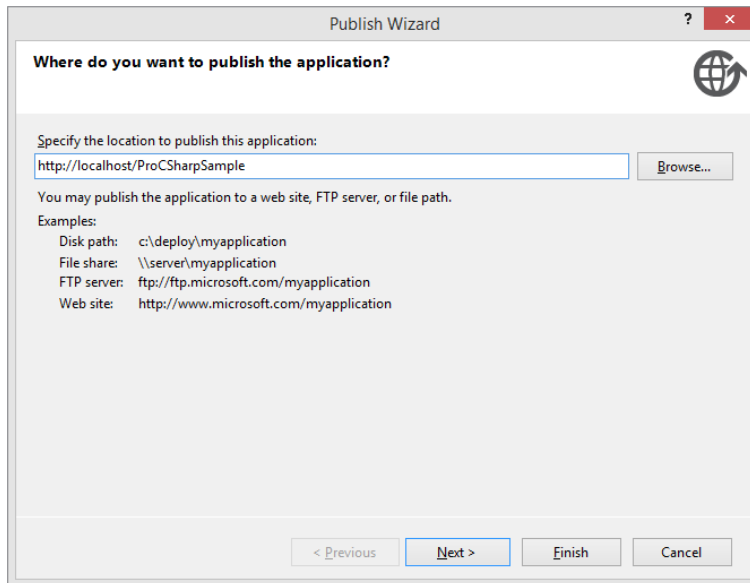 Publish Wizard
?
Where do you want to publish the application?
Specify the location to publish this application:
http://localhost/ProCSharpSample
Browse...
You may publish the application to a web site, FTP server, or file path.
Examples:
Disk path: c:\deploy\myapplication
File share: \\server\myapplication
FTP server: ftp://ftp.microsoft.com/myapplication
Web site: http://www.microsoft.com/myapplication
< Previous Next > Finish Cancel